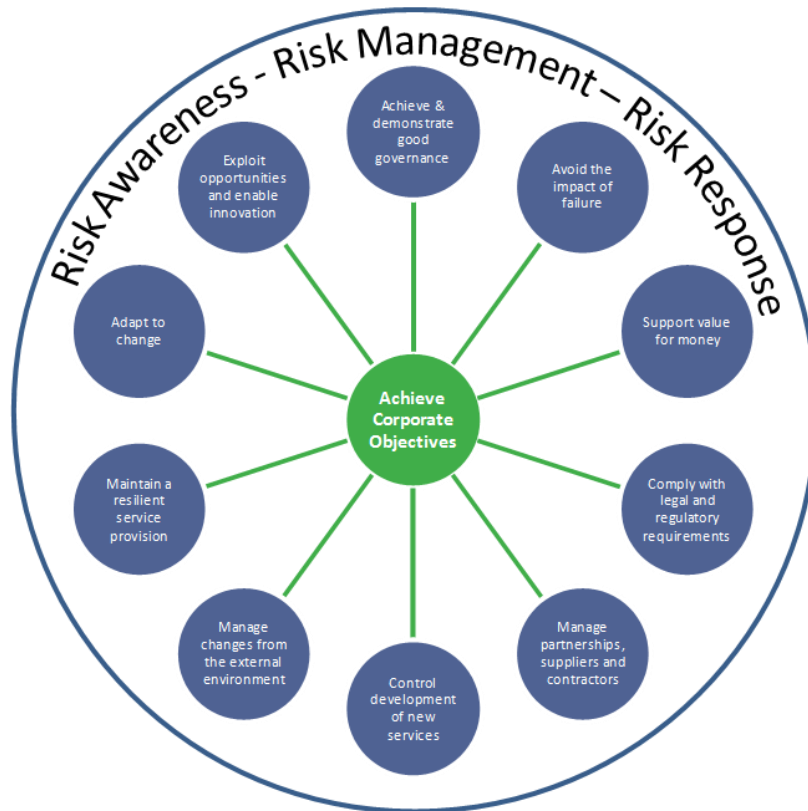 Risk Awareness - Risk Management – Risk Response
Achieve &
demonstrate
good
governance
Avoid the
impact of
failure
Support value
for money
Comply with
legal and
regulatory
requirements
Manage
partnerships,
suppliers and
contractors
Control
development
of new
services
Manage
changes from
the external
environment
Maintain a
resilient
service
provision
Adapt to
change
Exploit
opportunities
and enable
innovation
Achieve
Corporate
Objectives